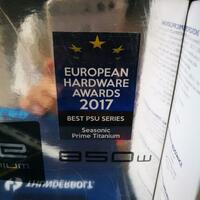 EUROPEAN
HARDWARE
AWARDS
2017
BEST PSU SERIES
Seasonic
Prime Titanium
850W
THUNDERBOLT